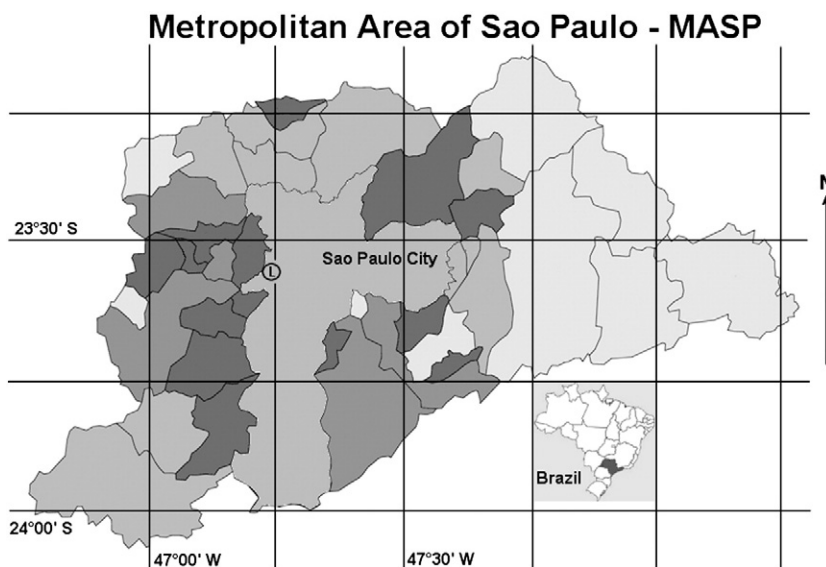 Metropolitan Area of Sao Paulo - MASP
N
23°30' S
Sao Paulo City
L
Brazil
24°00' S
47°00' W
47°30' W